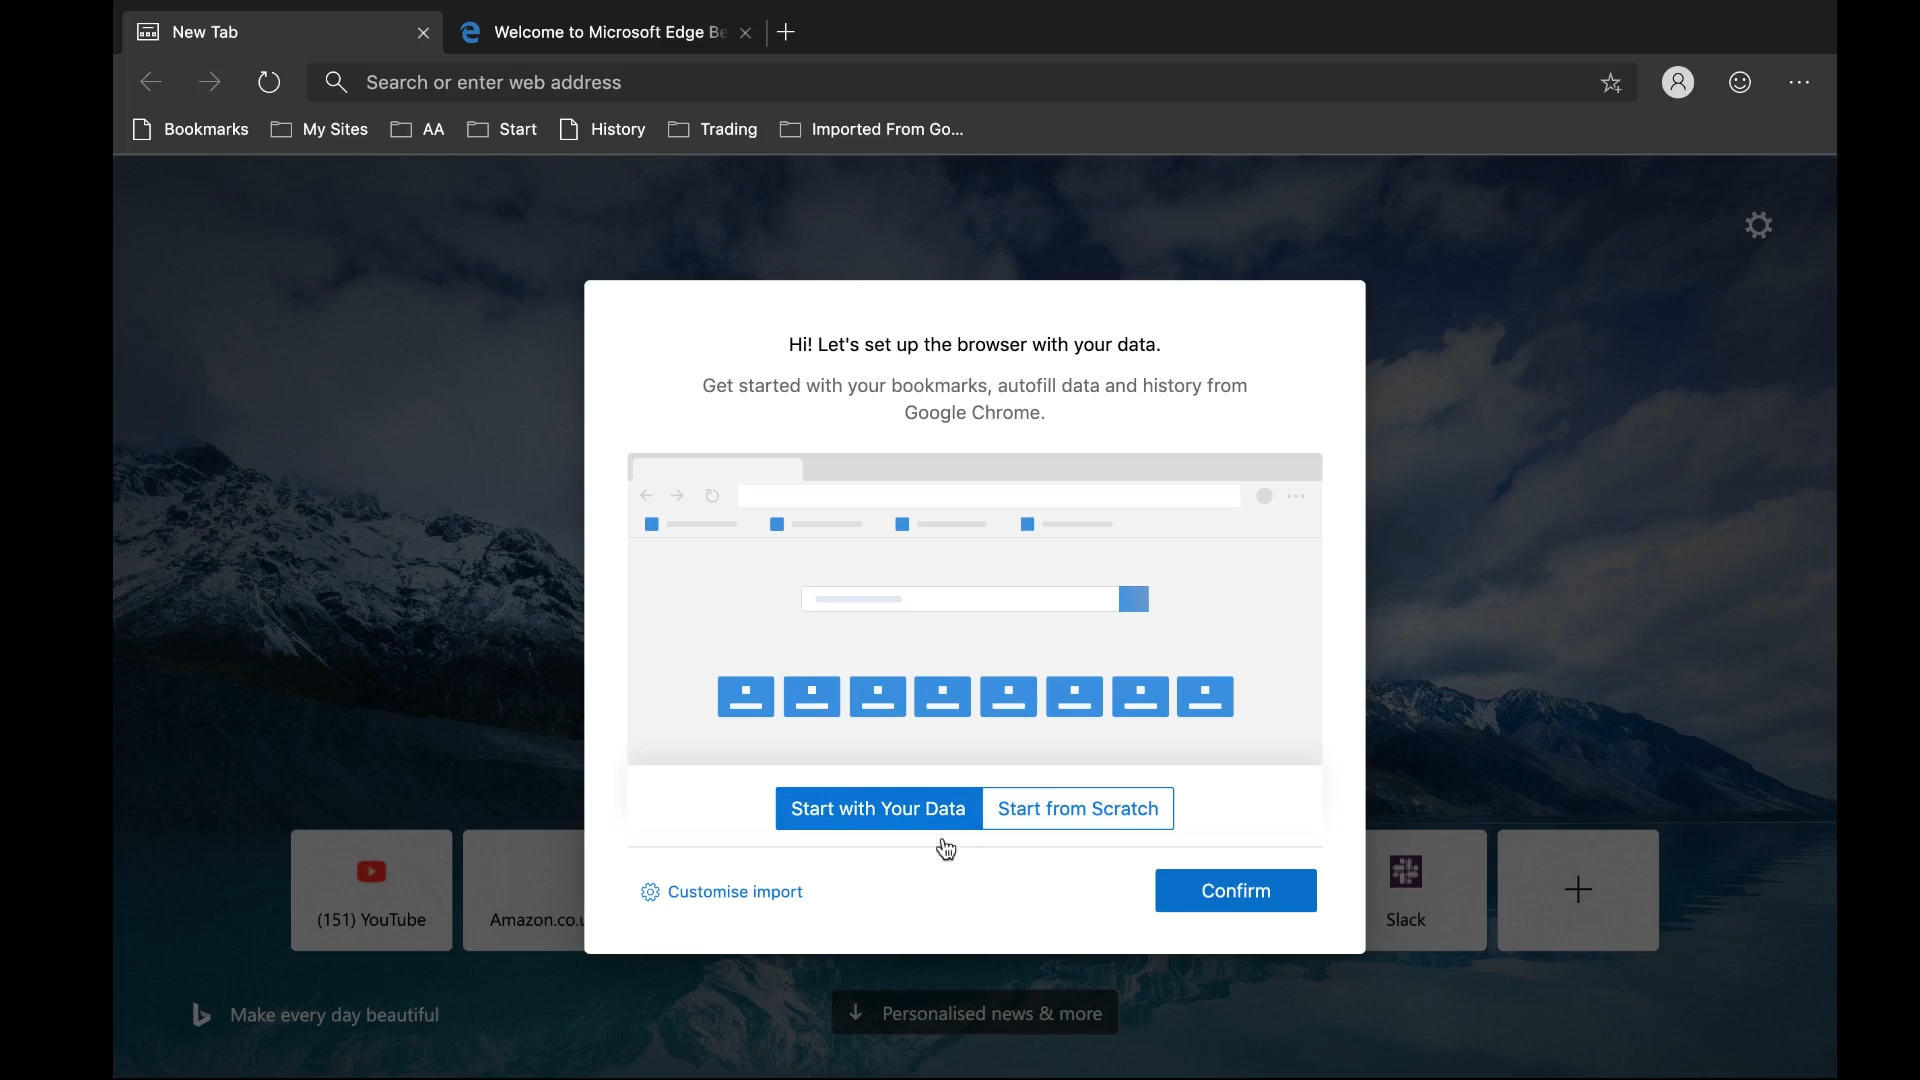 New Tab
Welcome to Microsoft Edge Be
Search or enter web address
Bookmarks My Sites AA Start History Trading Imported From Go...
Hi! Let's set up the browser with your data.
Get started with your bookmarks, autofill data and history from
Google Chrome.
Start with Your Data Start from Scratch
Customise import Confirm
(151) YouTube Amazon.co.u Slack
Make every day beautiful Personalised news & more